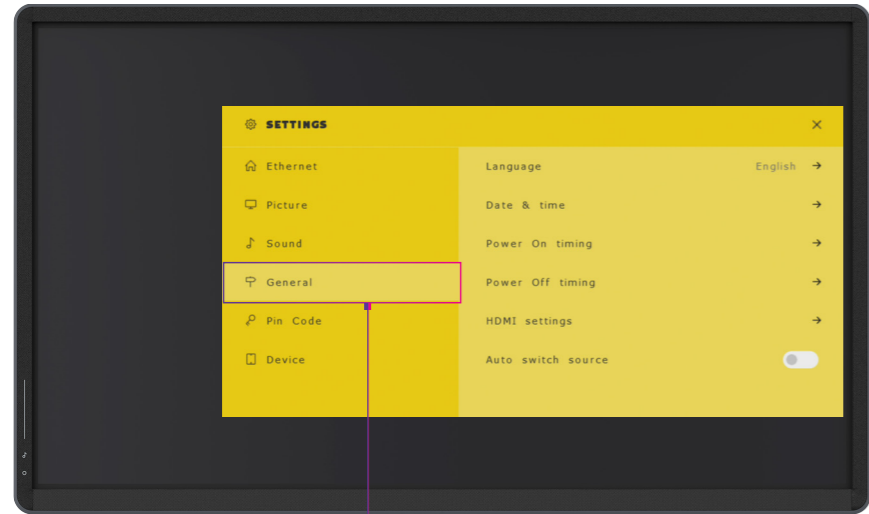 SETTINGS
Ethernet
Picture
Sound
General
Pin Code
Device
Language English
Date & time
Power On timing
Power Off timing
HDMI settings
Auto switch source